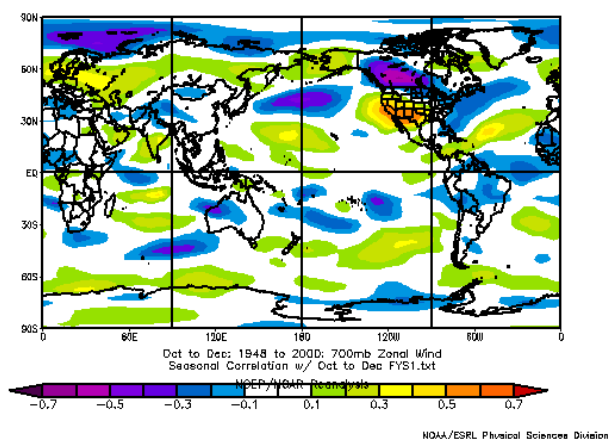 90N
60N
30N
EQ
30S
60S
90S
0 60E 120E 180 120W 60W 0
Oct to Dec: 1948 to 2000: 700mb Zonal Wind
Seasonal Correlation w/ Oct to Dec FYS1.txt
NCEP/NCAR Reanalysis
-0.7 -0.5 -0.3 -0.1 0.1 0.3 0.5 0.7
NOAA/ESRL Physical Sciences Division